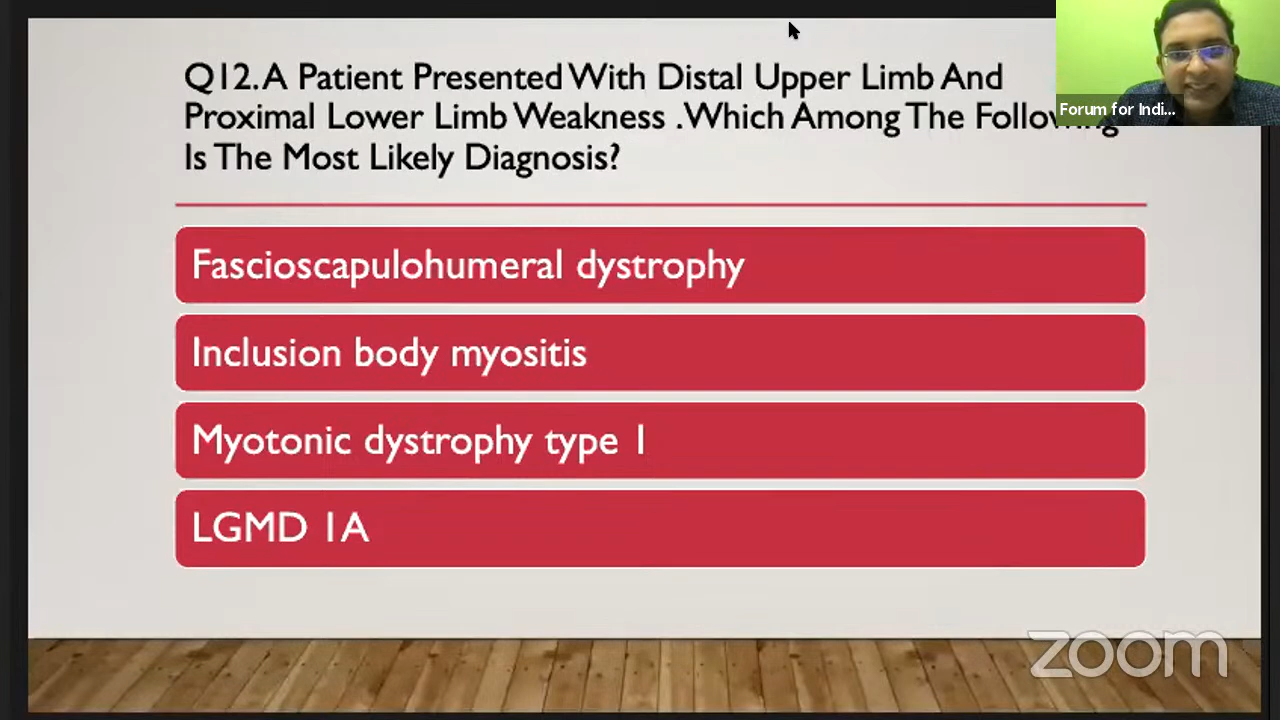 Q12. A Patient Presented With Distal Upper Limb And
Proximal Lower Limb Weakness .Which Among The Following
Is The Most Likely Diagnosis?
Forum for Indi...
Fascioscapulohumeral dystrophy
Inclusion body myositis
Myotonic dystrophy type 1
LGMD 1A
zoom